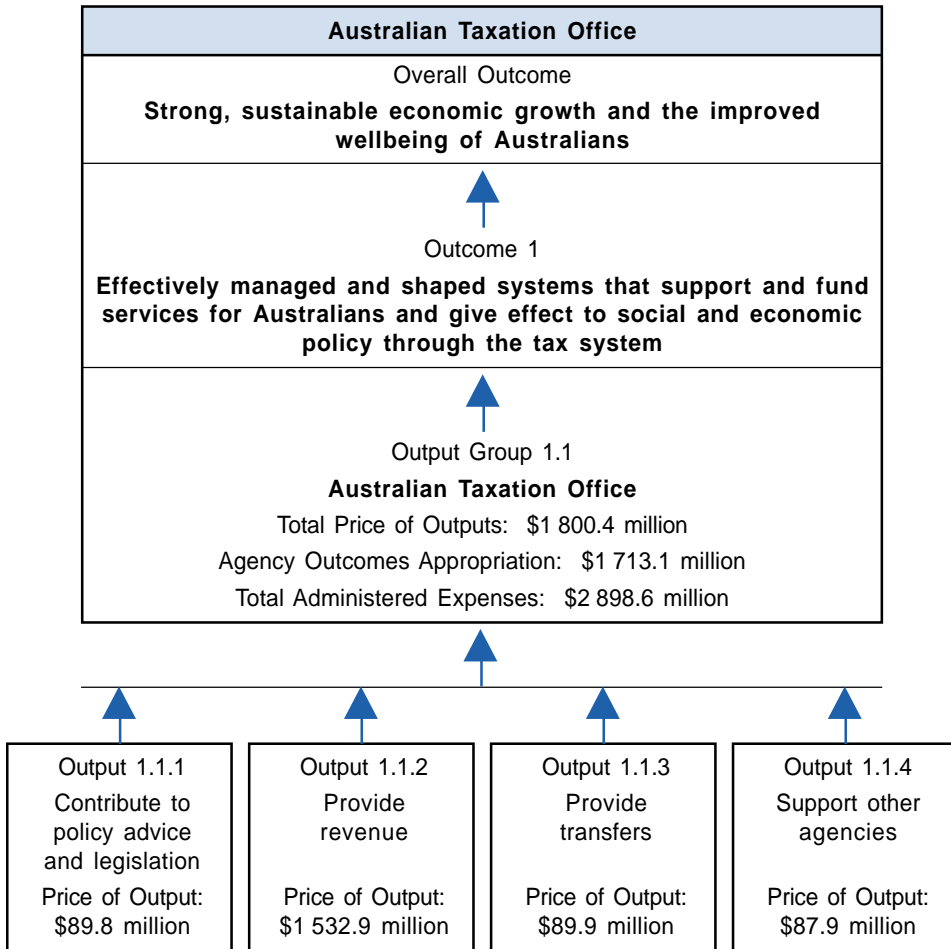 Australian Taxation Office
Overall Outcome
Strong, sustainable economic growth and the improved
wellbeing of Australians
Outcome 1
Effectively managed and shaped systems that support and fund
services for Australians and give effect to social and economic
policy through the tax system
Output Group 1.1
Australian Taxation Office
Total Price of Outputs: $1 800.4 million
Agency Outcomes Appropriation: $1 713.1 million
Total Administered Expenses: $2 898.6 million
Output 1.1.1
Contribute to
policy advice
and legislation
Price of Output:
$89.8 million
Output 1.1.2
Provide
revenue
Price of Output:
$1 532.9 million
Output 1.1.3
Provide
transfers
Price of Output:
$89.9 million
Output 1.1.4
Support other
agencies
Price of Output:
$87.9 million